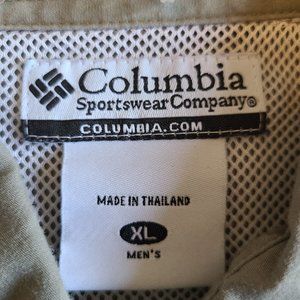 Columbia
Sportswear Company®
COLUMBIA.COM
MADE IN THAILAND
XL
MEN'S